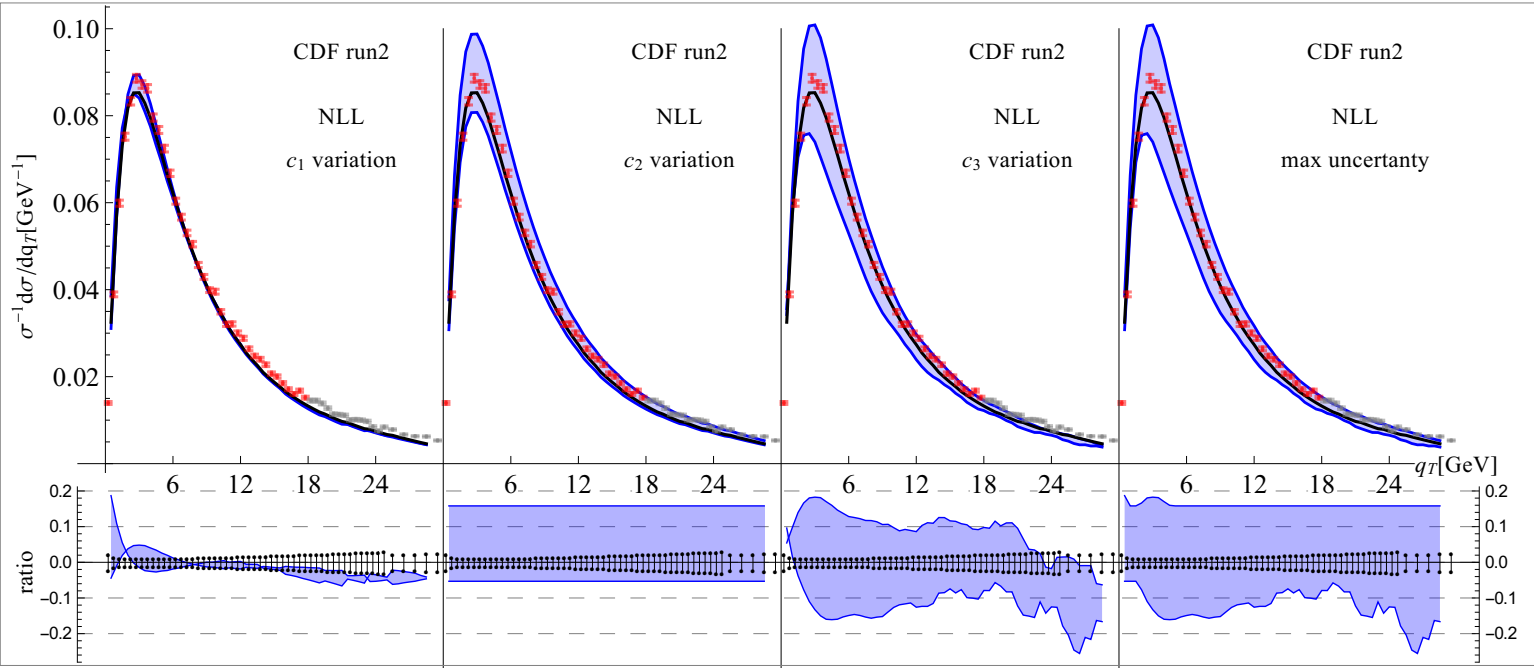 0.10
0.08
0.06
0.04
0.02
σ⁻¹dσ/dq_T[GeV⁻¹]
CDF run2
NLL
c₁ variation
CDF run2
NLL
c₂ variation
CDF run2
NLL
c₃ variation
CDF run2
NLL
max uncertanty
6 12 18 24
6 12 18 24
6 12 18 24
6 12 18 24
q_T[GeV]
ratio
0.2
0.1
0.0
−0.1
−0.2
0.2
0.1
0.0
−0.1
−0.2